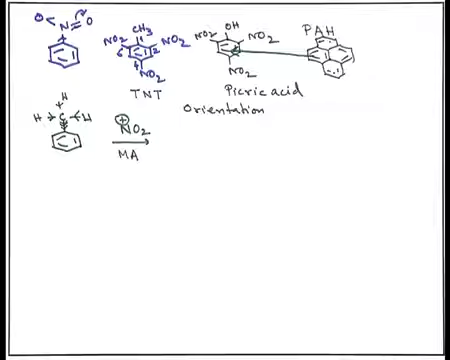 O N O
CH3 OH PAH
NO2 1 NO2 NO2 NO2
6 2
4
NO2 NO2
TNT Picric acid
H Orientation
H C H ⊕NO2
MA